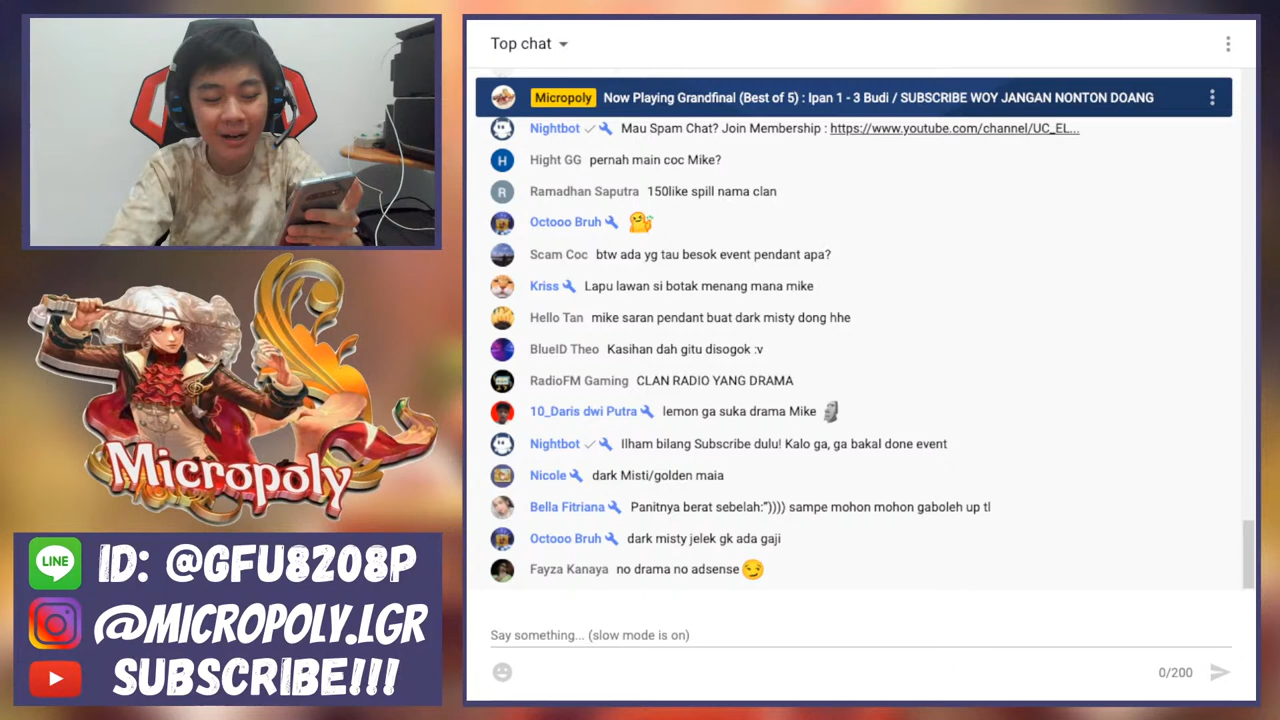 Micropoly
LINE
ID: @GFU8208P
@MICROPOLY.LGR
SUBSCRIBE!!!
Top chat
Micropoly Now Playing Grandfinal (Best of 5) : Ipan 1 - 3 Budi / SUBSCRIBE WOY JANGAN NONTON DOANG
Nightbot Mau Spam Chat? Join Membership : https://www.youtube.com/channel/UC_EL...
H Hight GG pernah main coc Mike?
R Ramadhan Saputra 150like spill nama clan
Octooo Bruh
Scam Coc btw ada yg tau besok event pendant apa?
Kriss Lapu lawan si botak menang mana mike
Hello Tan mike saran pendant buat dark misty dong hhe
BlueID Theo Kasihan dah gitu disogok :v
RadioFM Gaming CLAN RADIO YANG DRAMA
10_Daris dwi Putra lemon ga suka drama Mike 🗿
Nightbot Ilham bilang Subscribe dulu! Kalo ga, ga bakal done event
Nicole dark Misti/golden maia
Bella Fitriana Panitnya berat sebelah:”)))) sampe mohon mohon gaboleh up tl
Octooo Bruh dark misty jelek gk ada gaji
Fayza Kanaya no drama no adsense😏
Say something... (slow mode is on)
0/200